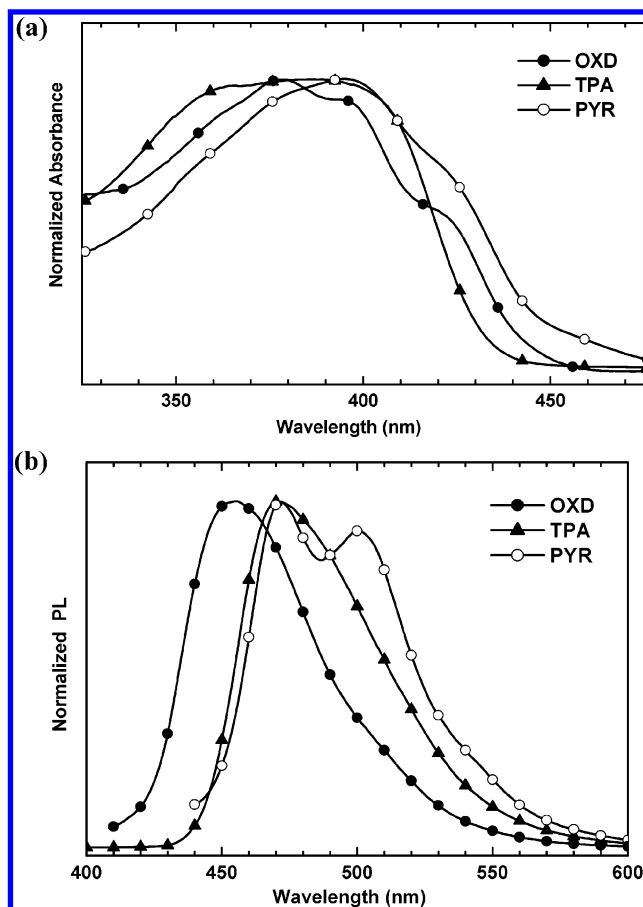 (a)
OXD
TPA
PYR
Normalized Absorbance
350 400 450
Wavelength (nm)
(b)
OXD
TPA
PYR
Normalized PL
400 450 500 550 600
Wavelength (nm)